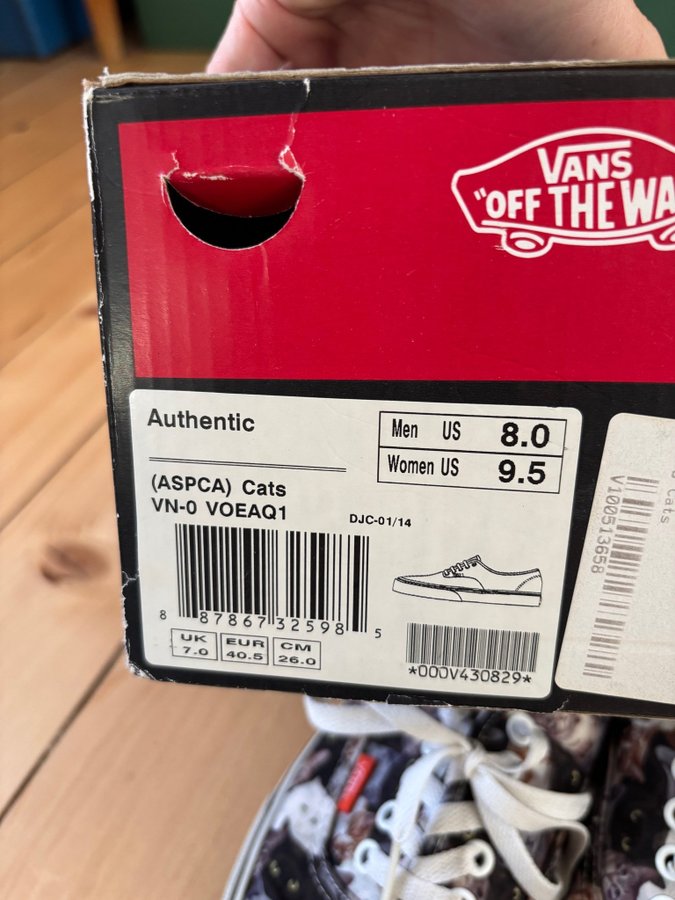 VANS
"OFF THE WA
Authentic
Men US 8.0
Women US 9.5
(ASPCA) Cats
VN-0 VOEAQ1
DJC-01/14
8 87867 32598 5
UK
7.0
EUR
40.5
CM
26.0
*000V430829*
Cats
V100513658